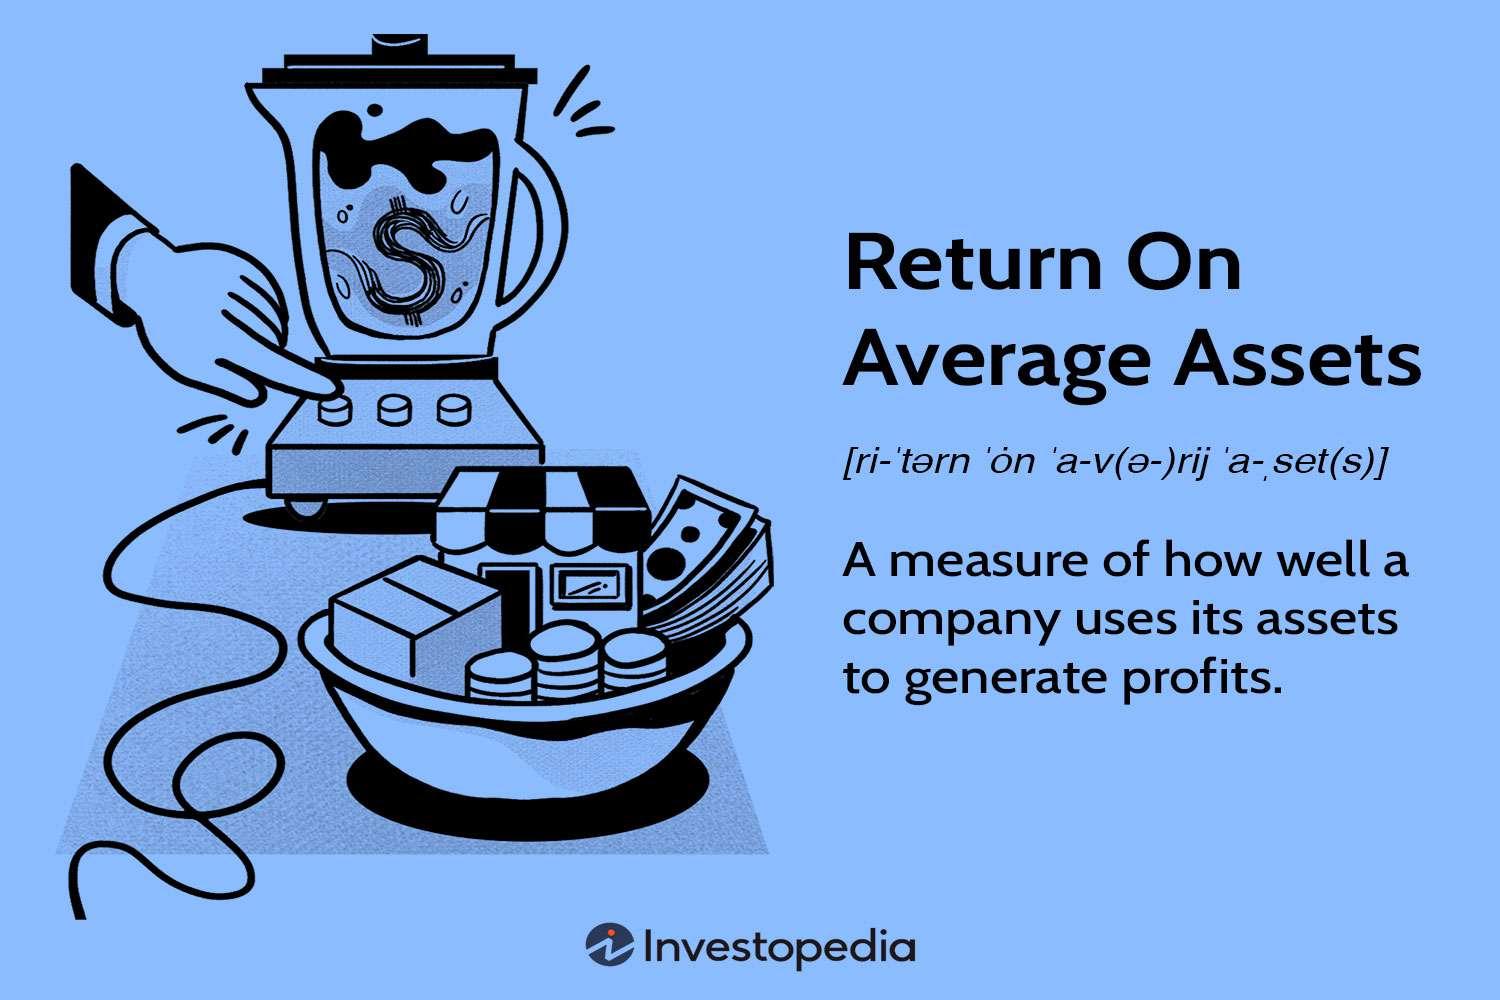 Return On
Average Assets
[ri-ˈtərn ˈȯn ˈa-v(ə-)rij ˈa-ˌset(s)]
A measure of how well a
company uses its assets
to generate profits.
$
Investopedia